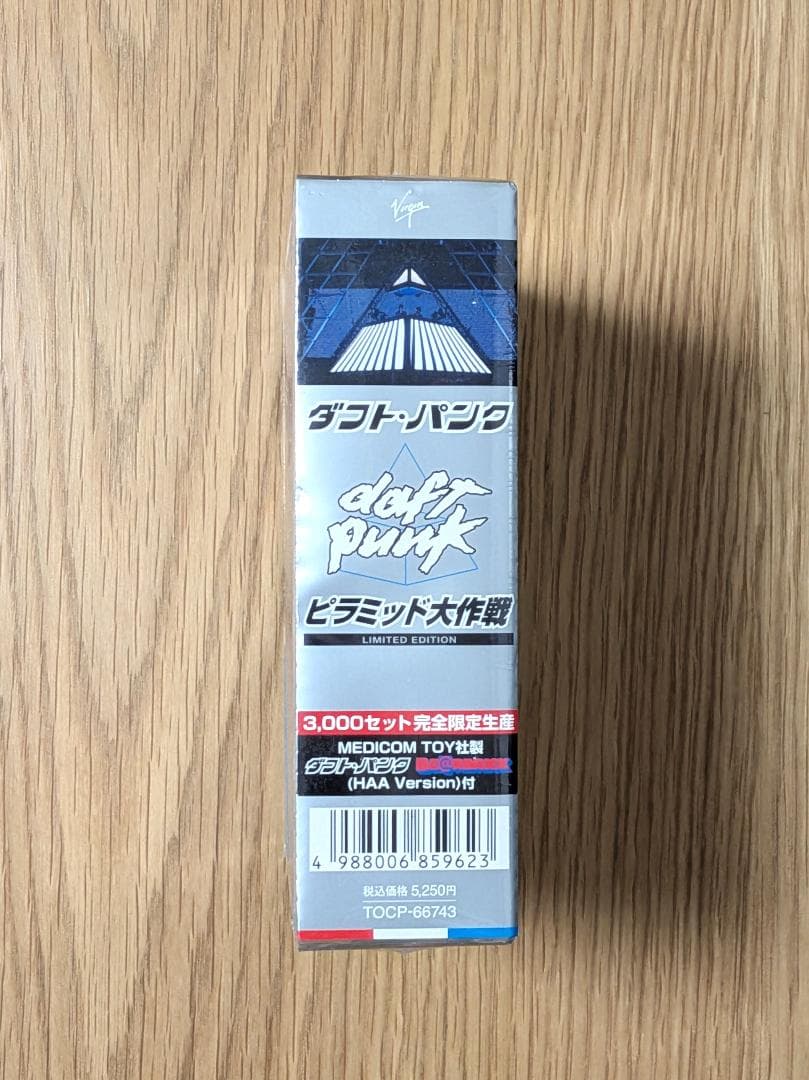 Virgin
ダフト・パンク
daft
punk
ピラミッド大作戦
LIMITED EDITION
3,000セット完全限定生産
MEDICOM TOY社製
ダフト・パンク BE@RBRICK
(HAA Version)付
4 988006 859623
税込価格 5,250円
TOCP-66743